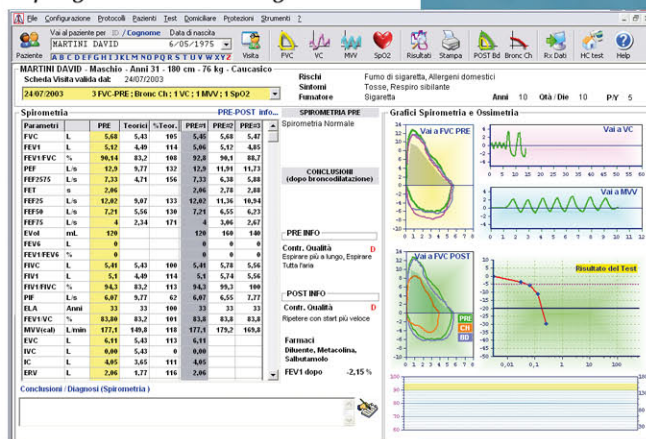 File Configurazione Protocolli Pazienti Test Domiciliare Protezioni Strumenti ?
Vai al paziente per ID / Cognome Data di nascita
MARTINI DAVID 6/05/1975
A B C D E F G H I J K L M N O P Q R S T U V W X Y Z
Paziente Visita FVC VC MVV SpO2 Risultati Stampa POST Bd Bronc Ch Rx Dati HC test Help
MARTINI DAVID - Maschio - Anni 31 - 180 cm - 76 kg - Caucasico
Scheda Visita valida dal: 24/07/2003
24/07/2003 3 FVC-PRE ; Bronc Ch ; 1 VC ; 1 MVV ; 1 SpO2
Rischi Fumo di sigaretta, Allergeni domestici
Sintomi Tosse, Respiro sibilante
Fumatore Sigaretta Anni 10 Qtà / Die 10 P/Y 5
Spirometria PRE-POST info...
Parametri PRE Teorici %Teor. PRE#1 PRE#2 PRE#3
FVC L 5,68 5,43 105 5,45 5,68 5,47
FEV1 L 5,12 4,49 114 5,06 5,12 4,85
FEV1/FVC % 90,14 83,2 108 92,8 90,1 88,7
PEF L/s 12,9 9,77 132 12,9 11,91 11,73
FEF2575 L/s 7,33 4,71 156 7,33 6,38 5,88
FET s 2,06 2,06 2,78 2,88
FEF25 L/s 12,02 9,07 133 12,02 11,36 10,94
FEF50 L/s 7,21 5,56 130 7,21 6,55 6,23
FEF75 L/s 4 2,34 171 4 3,06 2,67
EVol mL 120 120 160 140
FEV6 L 0 0 0 0
FEV1/FEV6 % 0 0 0 0
FIVC L 5,41 5,43 100 5,41 5,78 5,56
FIV1 L 5,1 4,49 114 5,1 5,74 5,56
FIV1/FIVC % 94,3 83,2 113 94,3 99,3 100
PIF L/s 6,07 9,77 62 6,07 6,55 7,77
ELA Anni 33 33 100 33 33 33
FEV1/VC % 83,80 83,2 101 83,8 83,8 83,8
MVV(cal) L/min 177,1 149,8 118 177,1 179,2 169,8
EVC L 6,11 5,43 113 6,11
IVC L 0,00 5,43 0 0,00
IC L 4,05 3,65 111 4,05
ERV L 2,06 1,77 116 2,06
SPIROMETRIA PRE
Spirometria Normale
CONCLUSIONI
(dopo broncodilatazione)
PRE INFO
Contr. Qualità D
Espirare più a lungo, Espirare
Tutta l'aria
POST INFO
Contr. Qualità D
Ripetere con start più veloce
Farmaci
Diluente, Metacolina,
Salbutamolo
FEV1 dopo -2,15 %
Grafici Spirometria e Ossimetria
Vai a FVC PRE
Vai a VC
Vai a MVV
Vai a FVC POST
PRE
CH
BD
Risultato del Test
0,01 0,1 1 10 100
Conclusioni / Diagnosi (Spirometria )